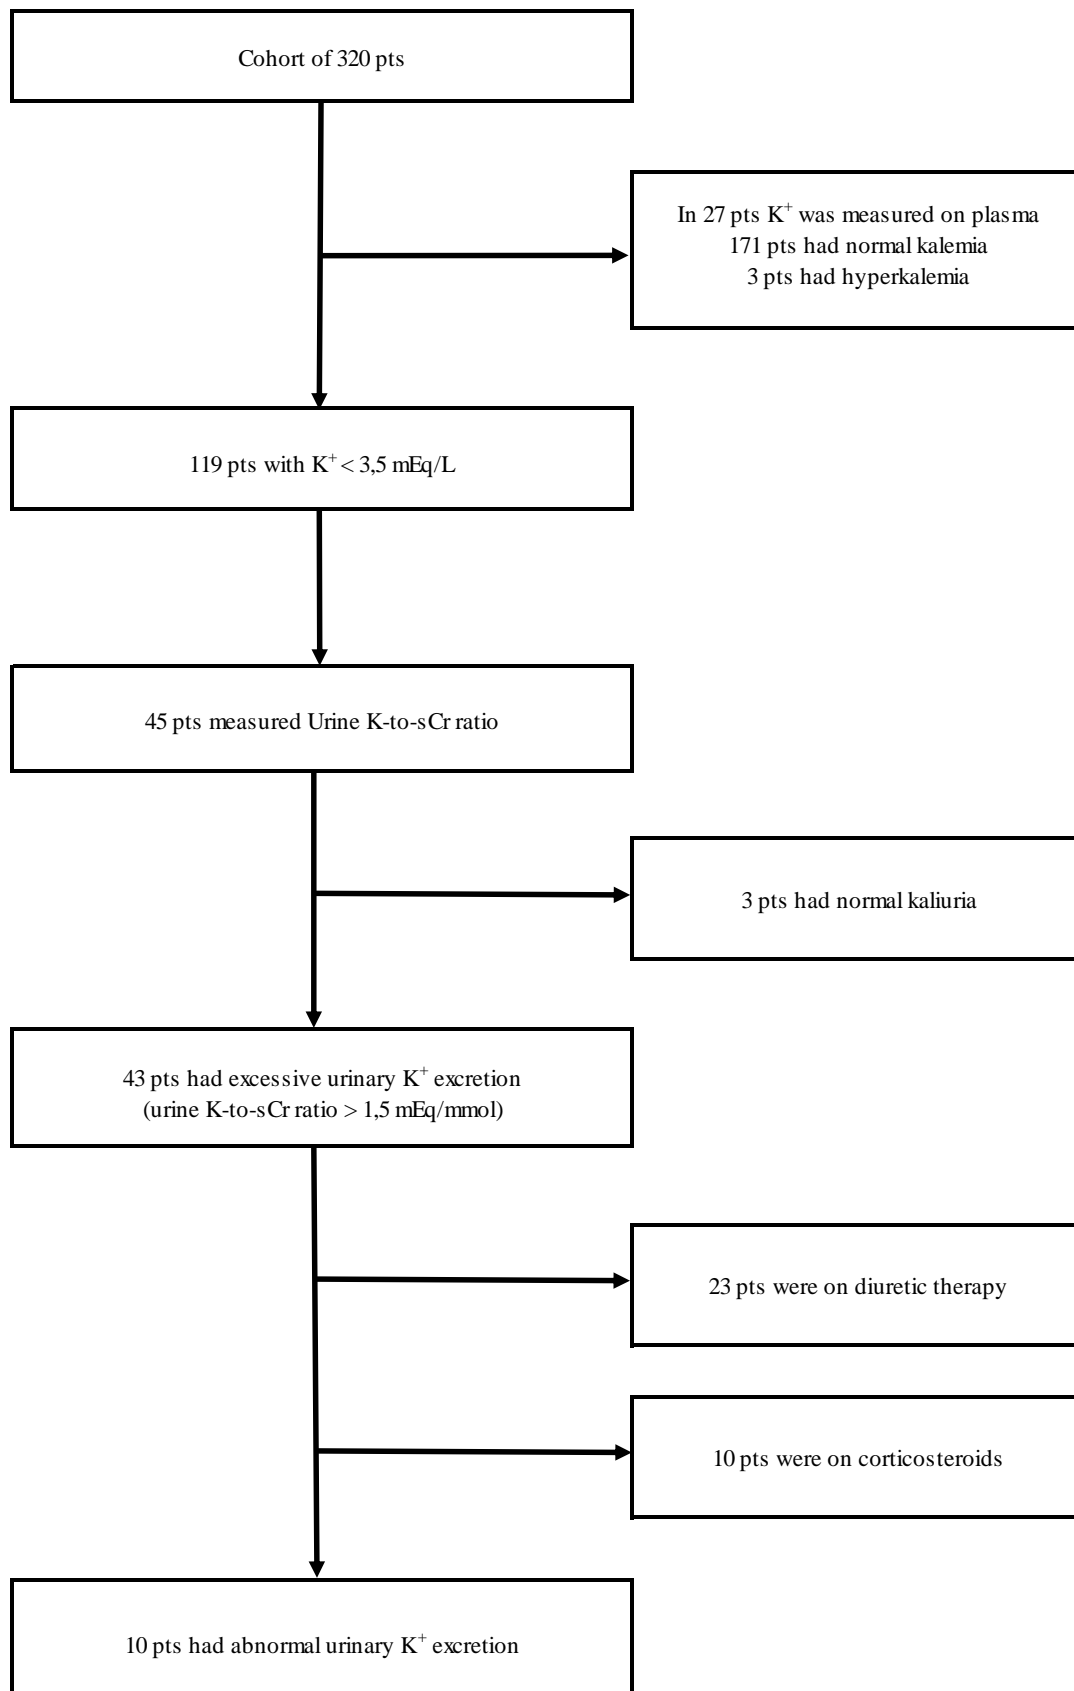 Cohort of 320 pts
In 27 pts K⁺ was measured on plasma
171 pts had normal kalemia
3 pts had hyperkalemia
119 pts with K⁺ < 3,5 mEq/L
45 pts measured Urine K-to-sCr ratio
3 pts had normal kaliuria
43 pts had excessive urinary K⁺ excretion
(urine K-to-sCr ratio > 1,5 mEq/mmol)
23 pts were on diuretic therapy
10 pts were on corticosteroids
10 pts had abnormal urinary K⁺ excretion